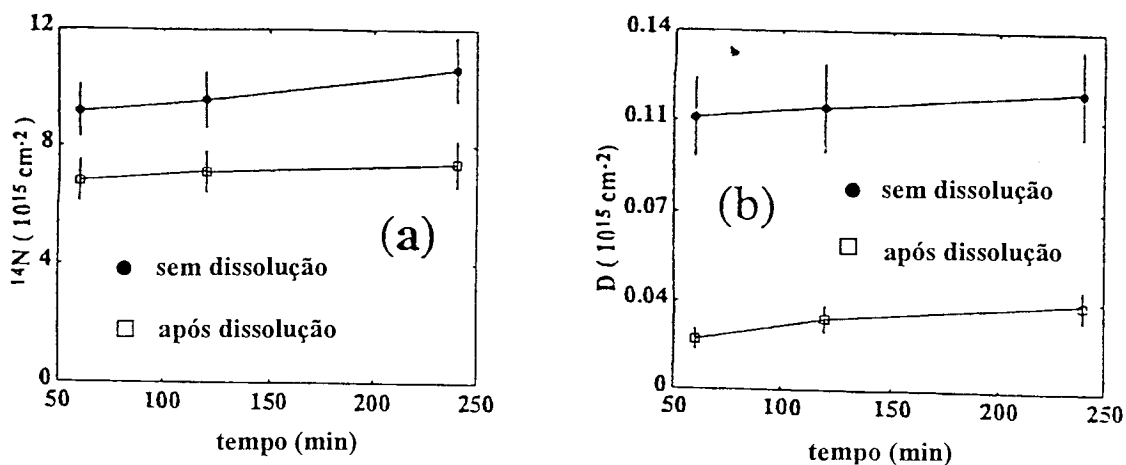 12
8
4
0
50
100
150
200
250
¹⁴N ( 10¹⁵ cm⁻²)
tempo (min)
(a)
● sem dissolução
□ após dissolução
0.14
0.11
0.07
0.04
0
50
100
150
200
250
D ( 10¹⁵ cm⁻²)
tempo (min)
(b)
● sem dissolução
□ após dissolução